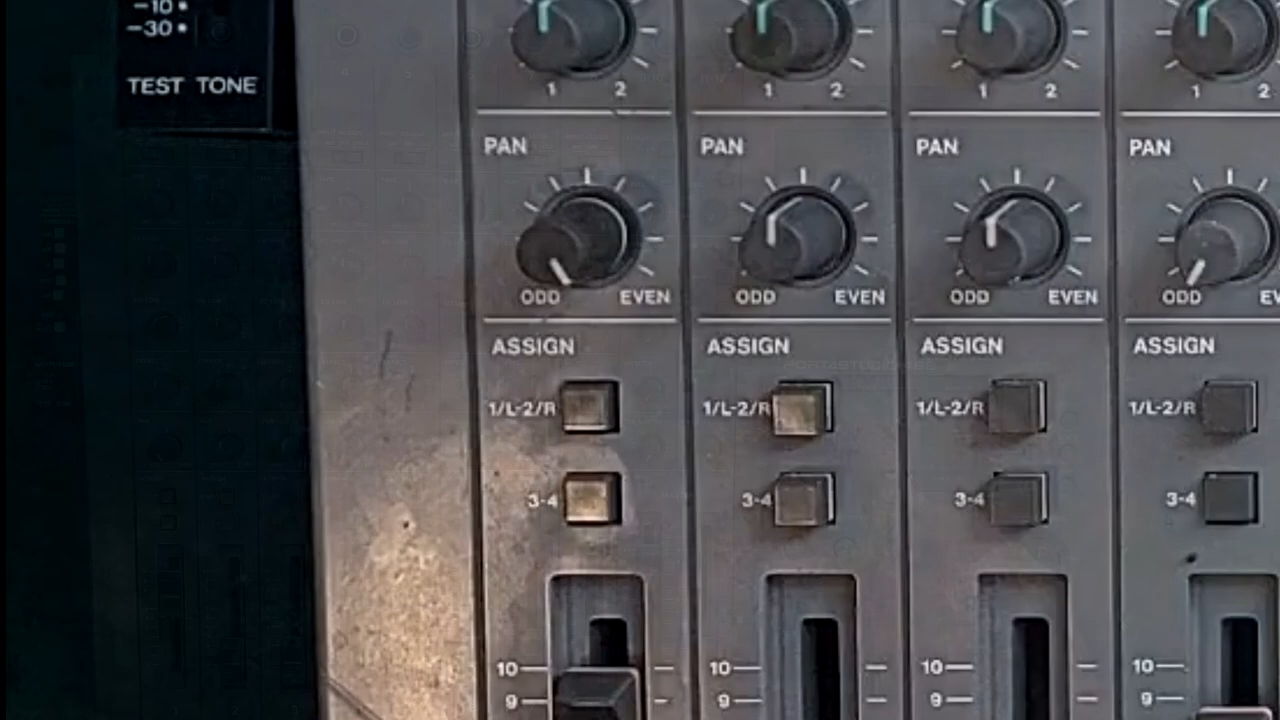 -10
-30
TEST TONE
1 2 1 2 1 2 1 2
PAN PAN PAN PAN
ODD EVEN ODD EVEN ODD EVEN ODD
ASSIGN ASSIGN ASSIGN ASSIGN
1/L-2/R 1/L-2/R 1/L-2/R 1/L-2/R
3-4 3-4 3-4 3-4
10 10 10 10
9 9 9 9